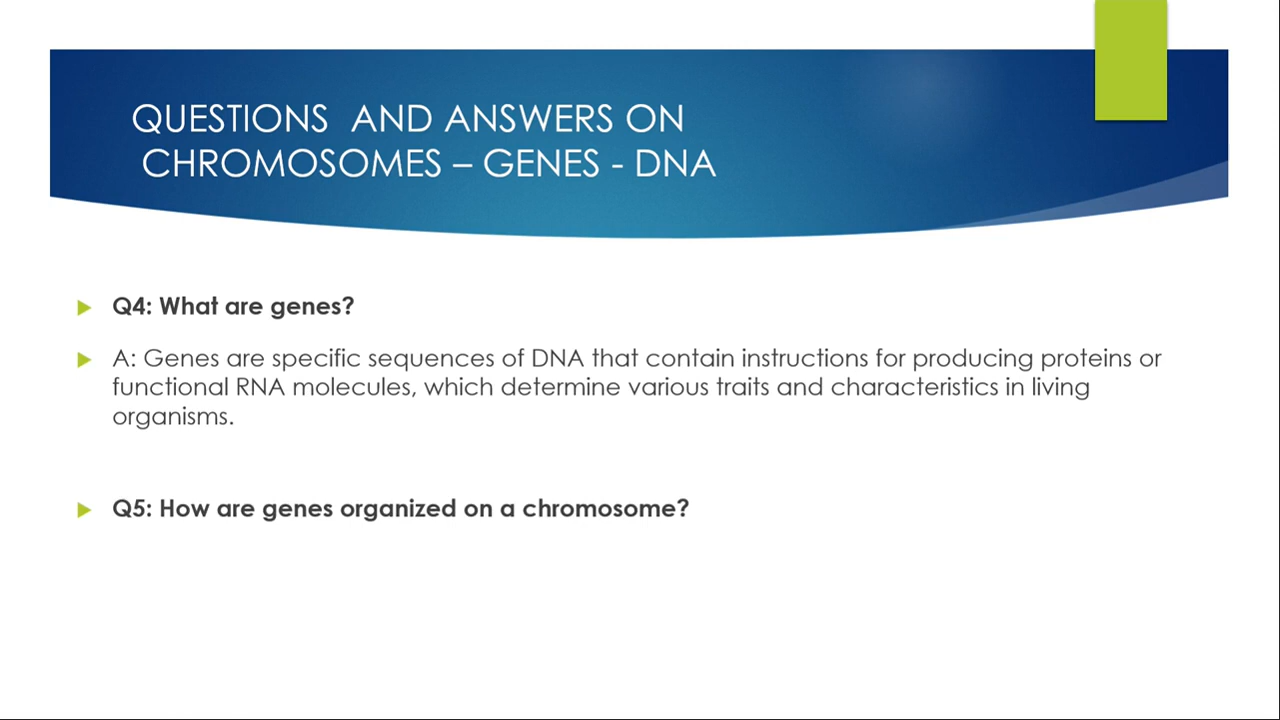 QUESTIONS AND ANSWERS ON
CHROMOSOMES – GENES - DNA
Q4: What are genes?
A: Genes are specific sequences of DNA that contain instructions for producing proteins or
functional RNA molecules, which determine various traits and characteristics in living
organisms.
Q5: How are genes organized on a chromosome?